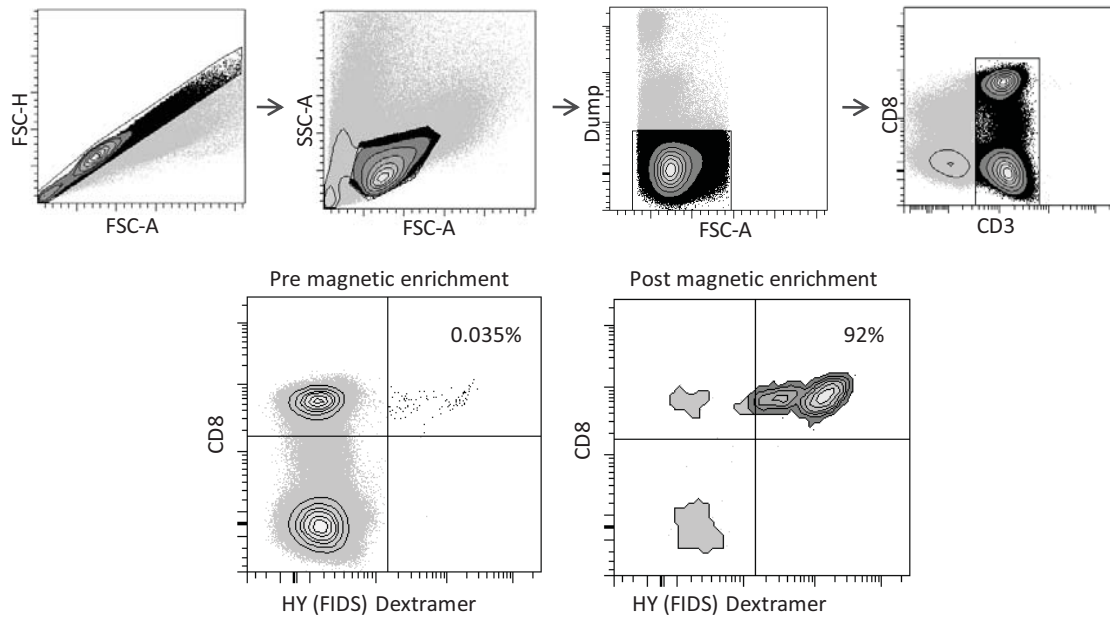 FSC-H
FSC-A
SSC-A
FSC-A
Dump
FSC-A
CD8
CD3
Pre magnetic enrichment
0.035%
CD8
HY (FIDS) Dextramer
Post magnetic enrichment
92%
CD8
HY (FIDS) Dextramer